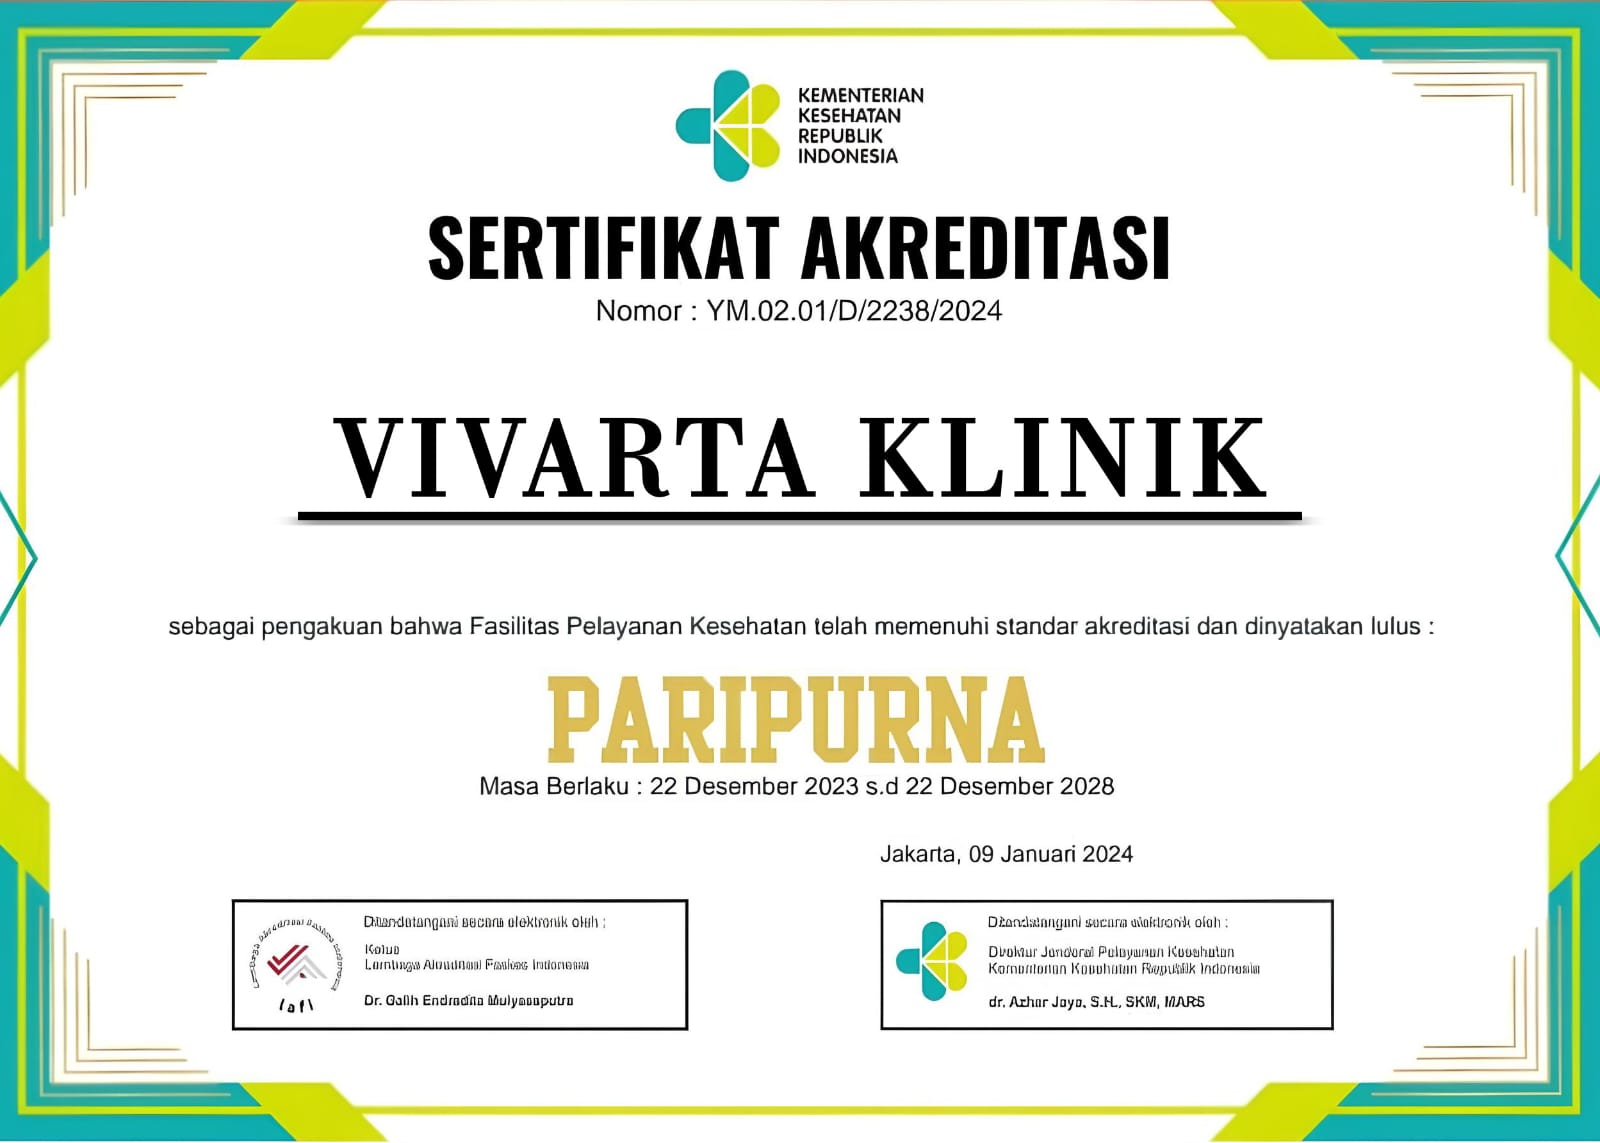 KEMENTERIAN
KESEHATAN
REPUBLIK
INDONESIA
SERTIFIKAT AKREDITASI
Nomor : YM.02.01/D/2238/2024
VIVARTA KLINIK
sebagai pengakuan bahwa Fasilitas Pelayanan Kesehatan telah memenuhi standar akreditasi dan dinyatakan lulus :
PARIPURNA
Masa Berlaku : 22 Desember 2023 s.d 22 Desember 2028
Jakarta, 09 Januari 2024
Ditandatangani secara elektronik oleh :
Ketua
Lembaga Akreditasi Faskes Indonesia
Dr. Galih Endradita
lafi
Ditandatangani secara elektronik oleh :
Direktur Jenderal Pelayanan Kesehatan
Kementerian Kesehatan Republik Indonesia
dr. Azhar Jaya, S.H., SKM, MARS